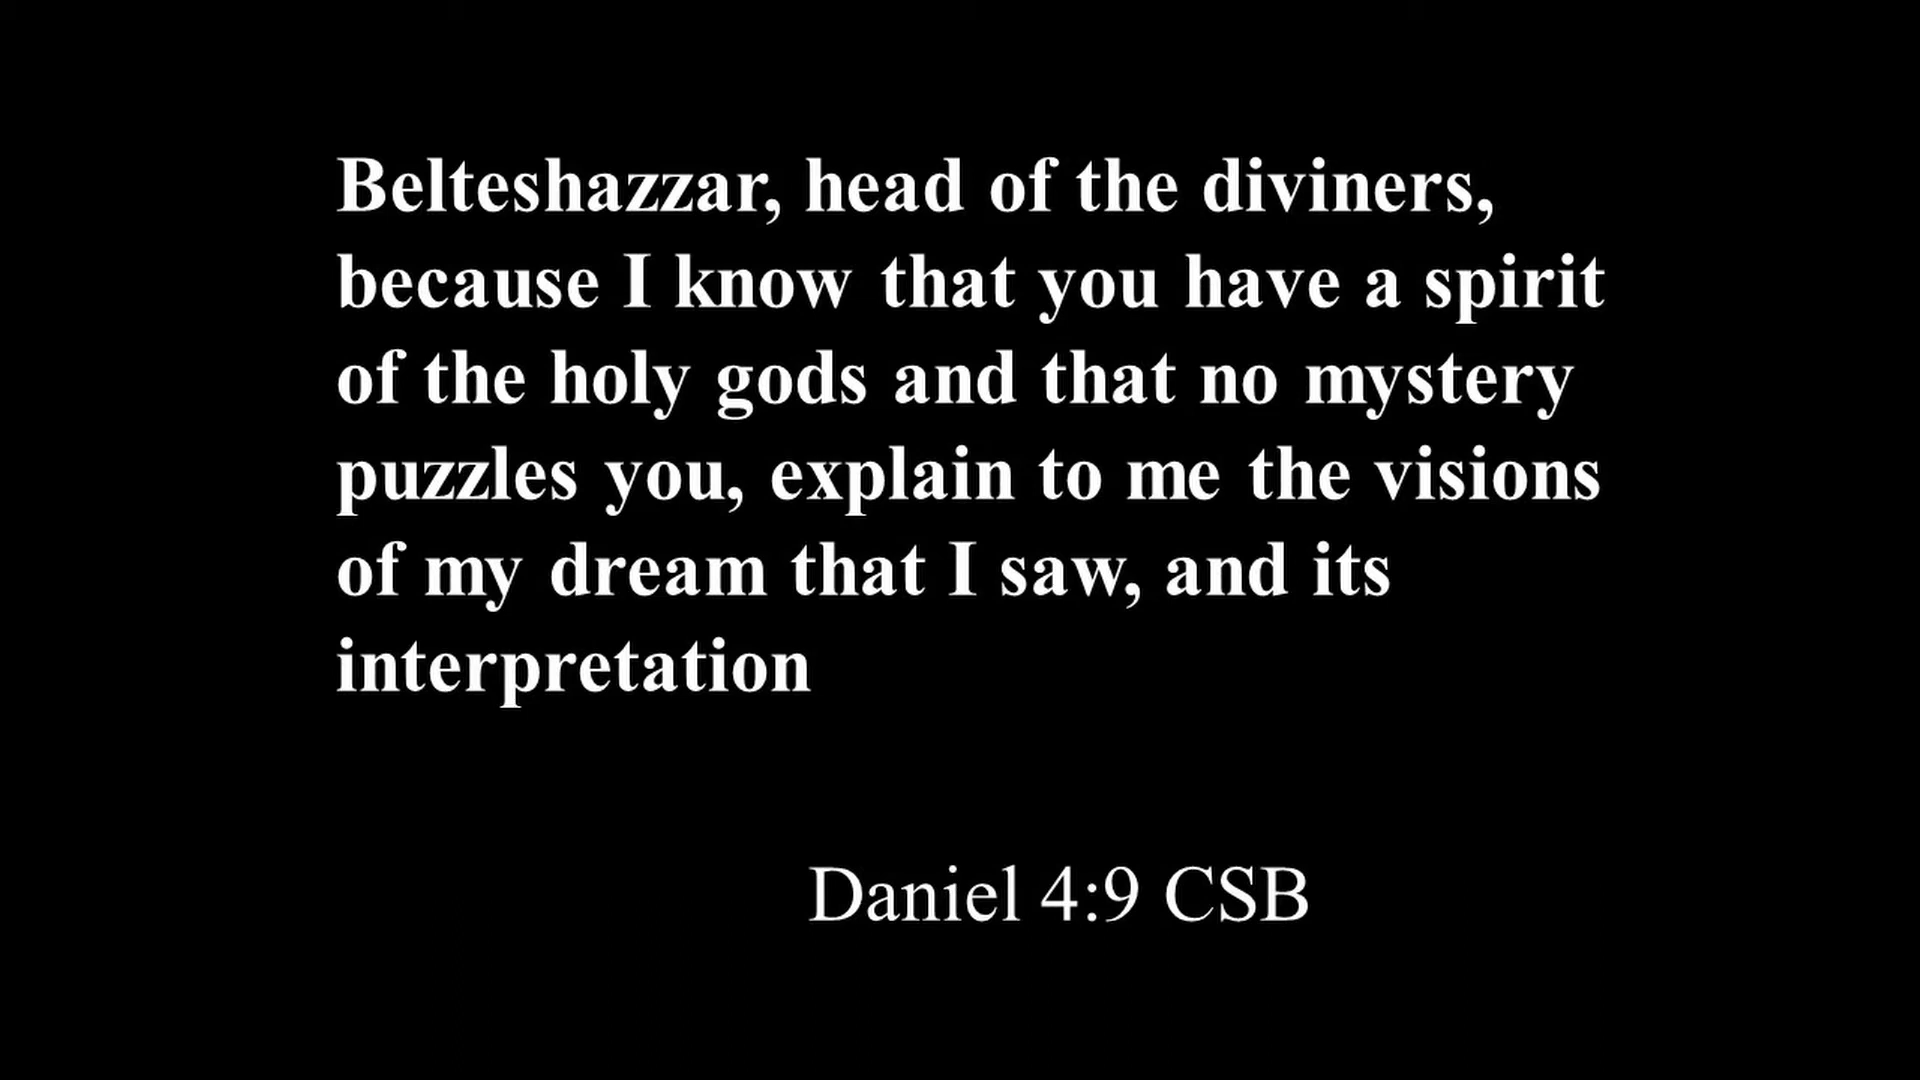 Belteshazzar, head of the diviners,
because I know that you have a spirit
of the holy gods and that no mystery
puzzles you, explain to me the visions
of my dream that I saw, and its
interpretation
Daniel 4:9 CSB